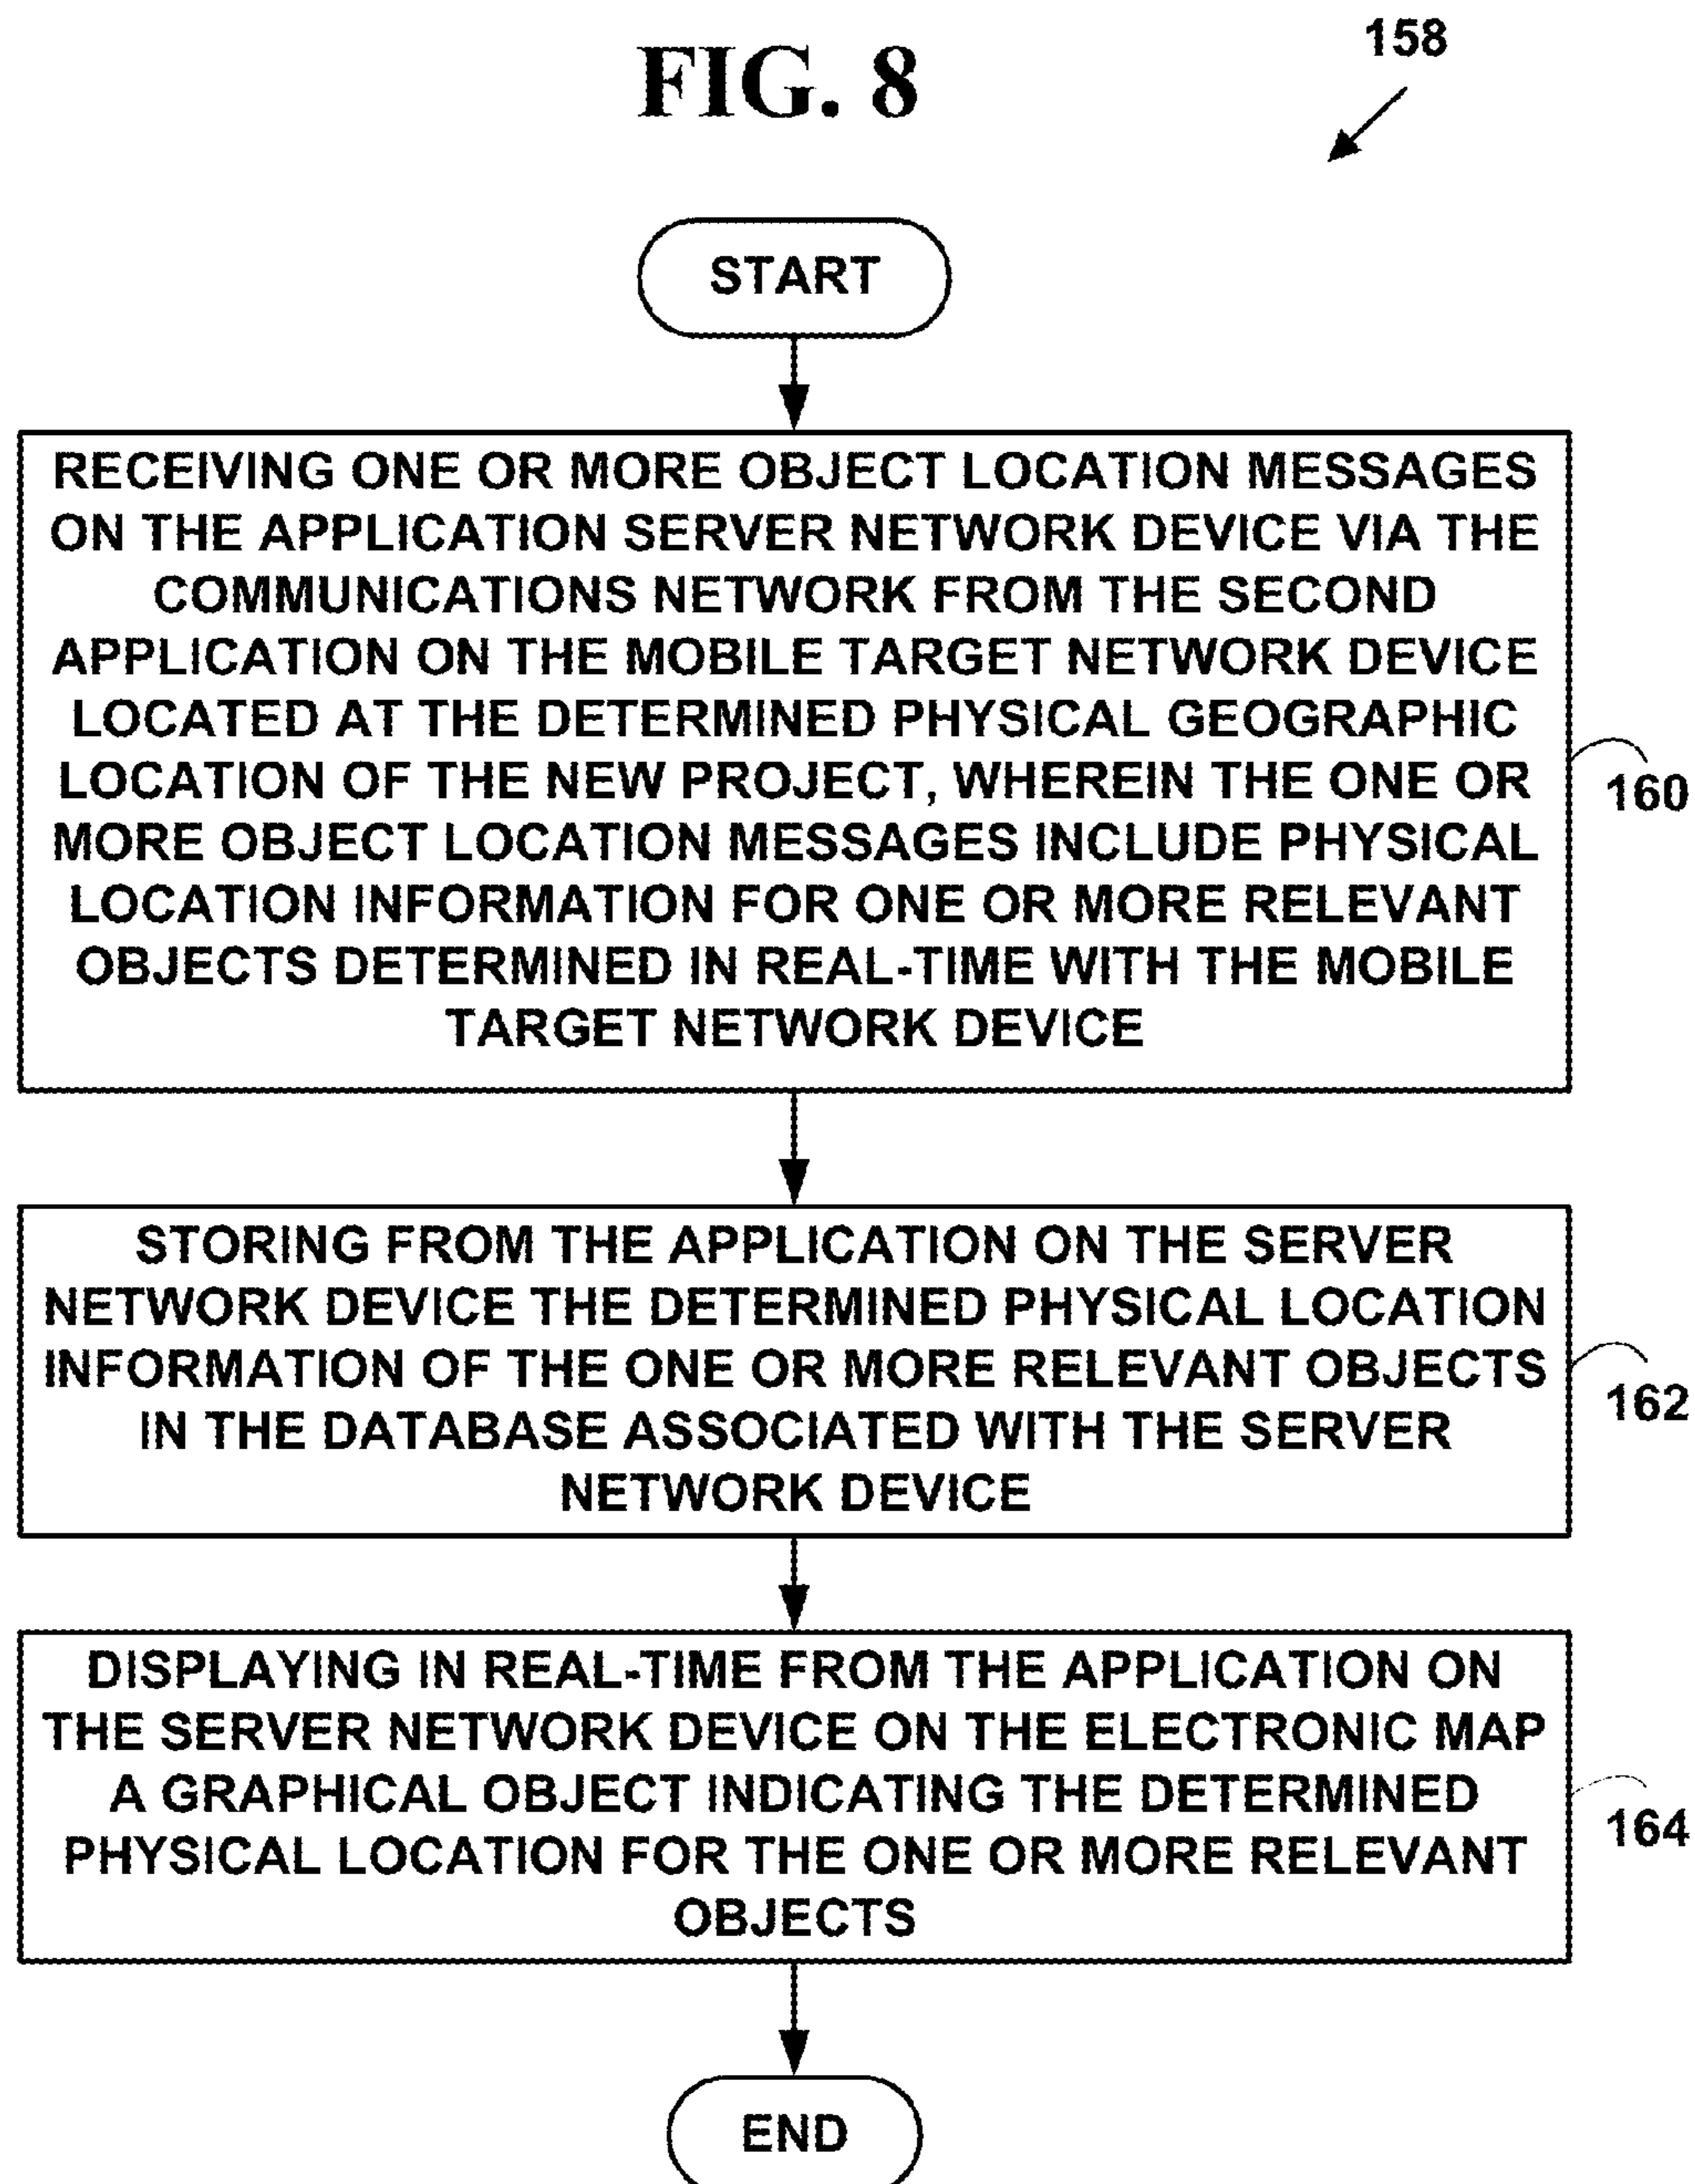 FIG. 8
158
START
RECEIVING ONE OR MORE OBJECT LOCATION MESSAGES
ON THE APPLICATION SERVER NETWORK DEVICE VIA THE
COMMUNICATIONS NETWORK FROM THE SECOND
APPLICATION ON THE MOBILE TARGET NETWORK DEVICE
LOCATED AT THE DETERMINED PHYSICAL GEOGRAPHIC
LOCATION OF THE NEW PROJECT, WHEREIN THE ONE OR
MORE OBJECT LOCATION MESSAGES INCLUDE PHYSICAL
LOCATION INFORMATION FOR ONE OR MORE RELEVANT
OBJECTS DETERMINED IN REAL-TIME WITH THE MOBILE
TARGET NETWORK DEVICE
160
STORING FROM THE APPLICATION ON THE SERVER
NETWORK DEVICE THE DETERMINED PHYSICAL LOCATION
INFORMATION OF THE ONE OR MORE RELEVANT OBJECTS
IN THE DATABASE ASSOCIATED WITH THE SERVER
NETWORK DEVICE
162
DISPLAYING IN REAL-TIME FROM THE APPLICATION ON
THE SERVER NETWORK DEVICE ON THE ELECTRONIC MAP
A GRAPHICAL OBJECT INDICATING THE DETERMINED
PHYSICAL LOCATION FOR THE ONE OR MORE RELEVANT
OBJECTS
164
END